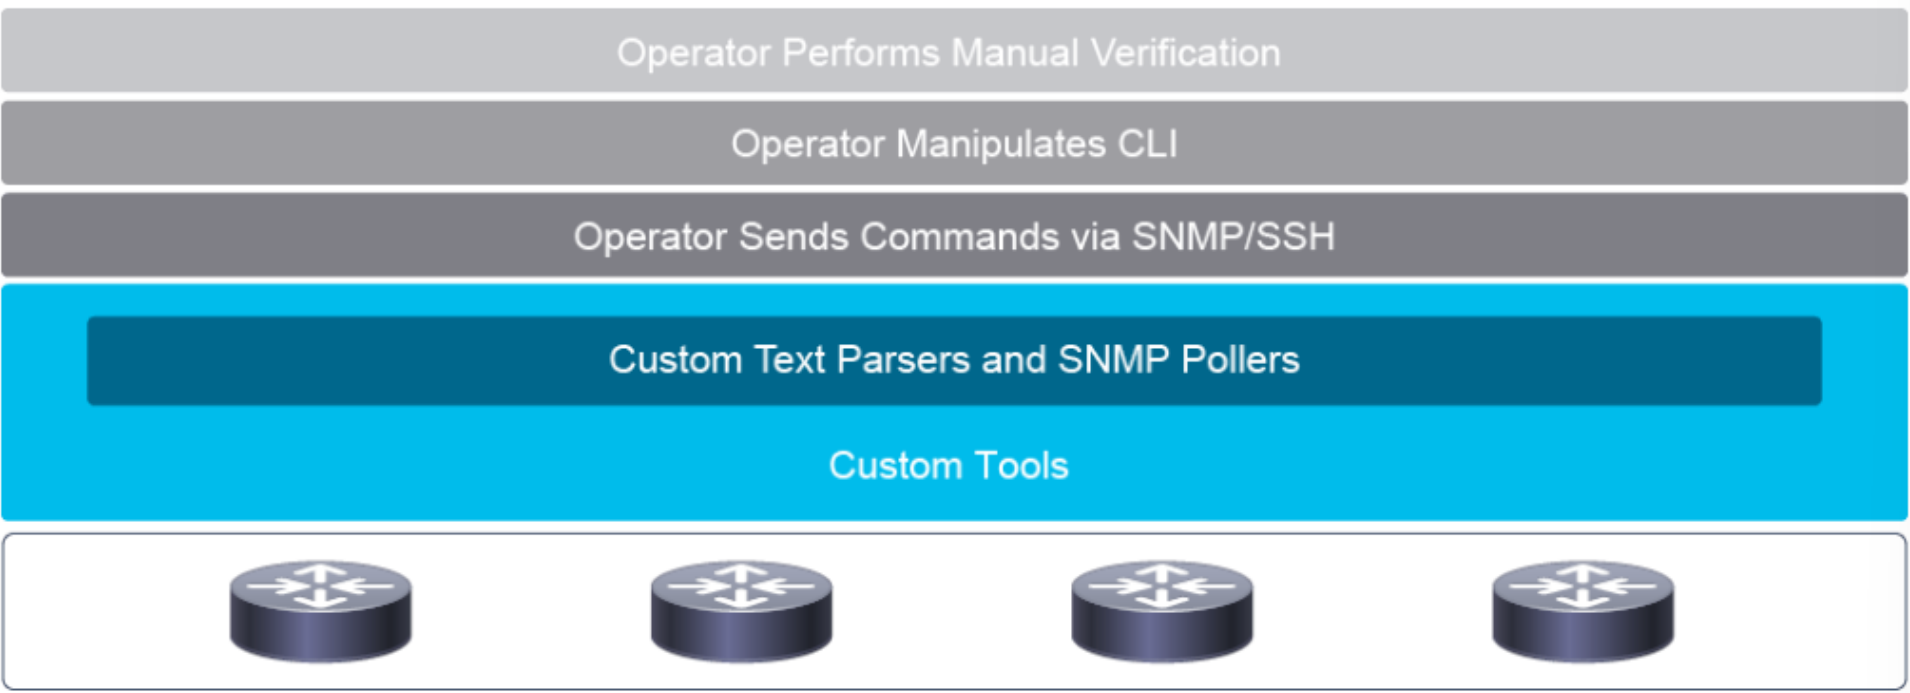 Operator Performs Manual Verification
Operator Manipulates CLI
Operator Sends Commands via SNMP/SSH
Custom Text Parsers and SNMP Pollers
Custom Tools